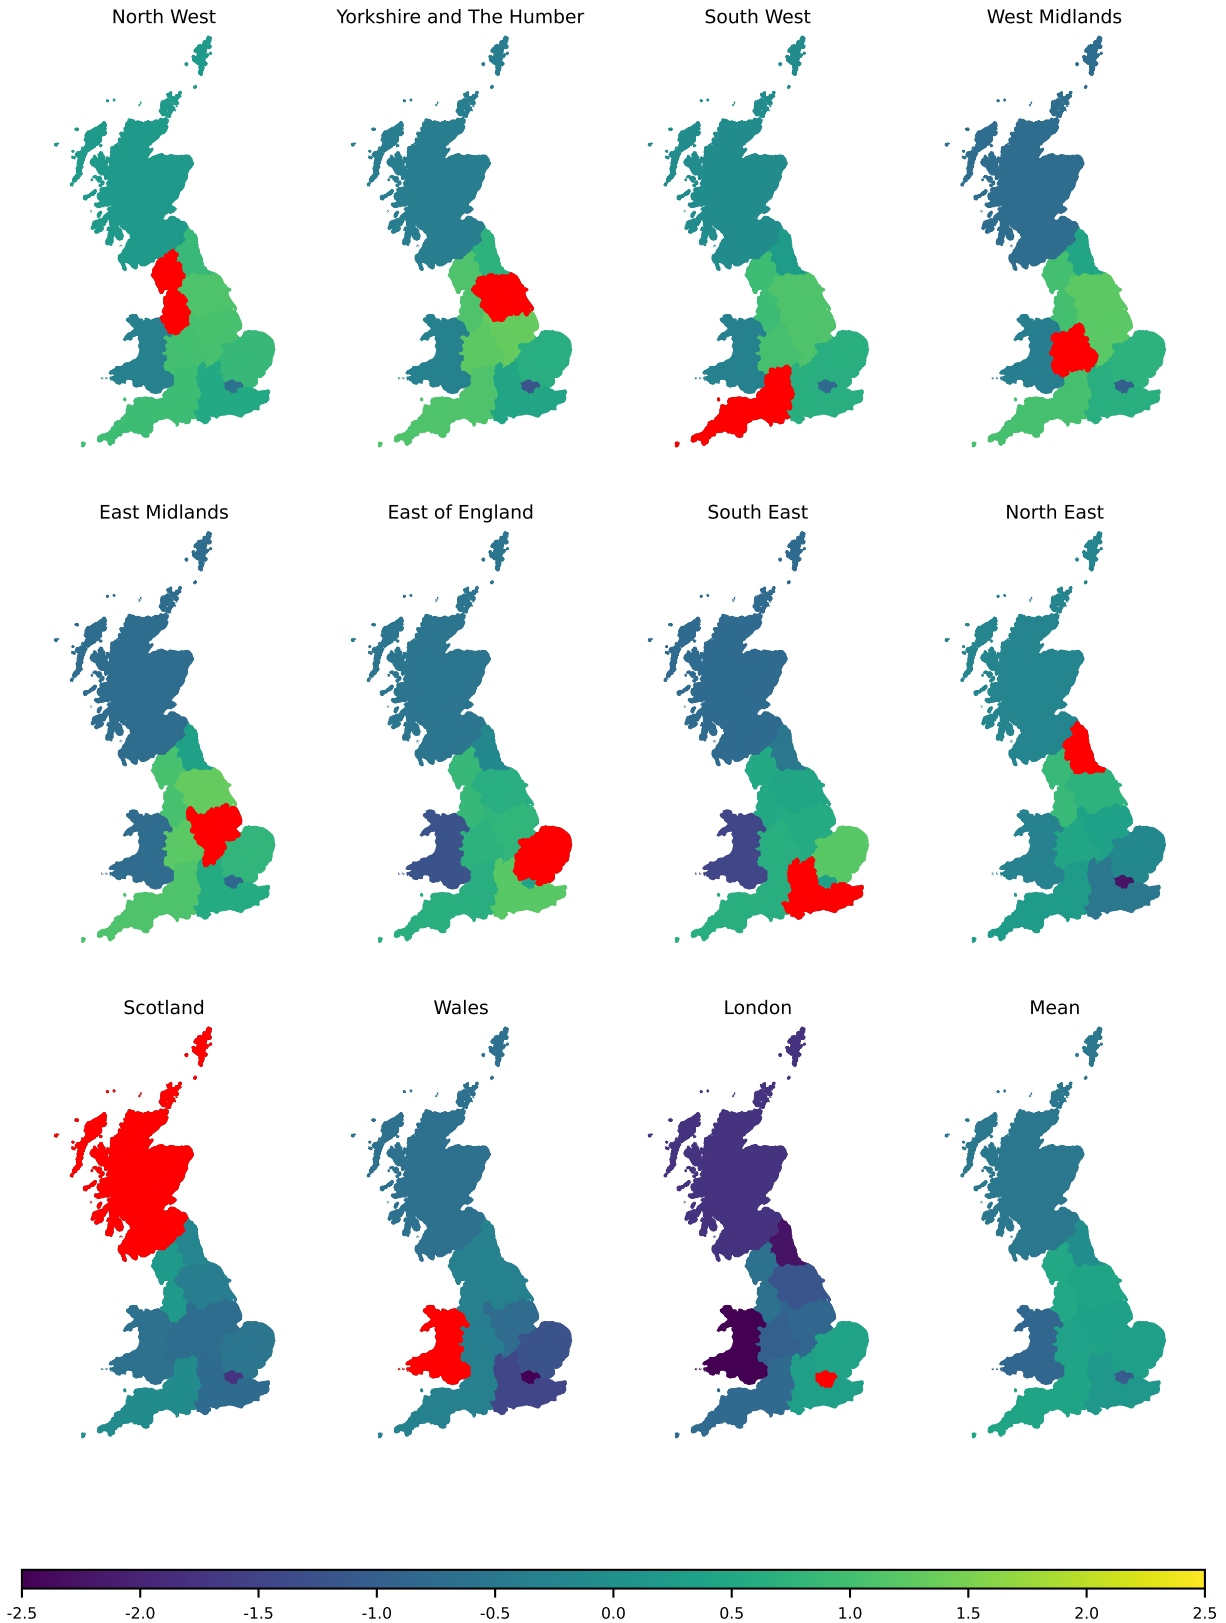 North West Yorkshire and The Humber South West West Midlands
East Midlands East of England South East North East
Scotland Wales London Mean
-2.5 -2.0 -1.5 -1.0 -0.5 0.0 0.5 1.0 1.5 2.0 2.5